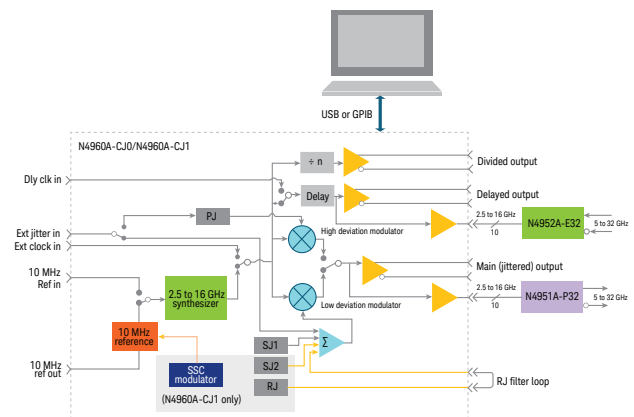 USB or GPIB
N4960A-CJ0/N4960A-CJ1
÷ n
Divided output
Dly clk in
Delay
Delayed output
PJ
2.5 to 16 GHz
10
N4952A-E32
5 to 32 GHz
Ext jitter in
High deviation modulator
Ext clock in
10 MHz
Ref in
Main (jittered) output
2.5 to 16 GHz
synthesizer
2.5 to 16 GHz
10
N4951A-P32
5 to 32 GHz
Low deviation modulator
10 MHz
reference
SJ1
Σ
SJ2
10 MHz
ref out
SSC
modulator
RJ
RJ filter loop
(N4960A-CJ1 only)